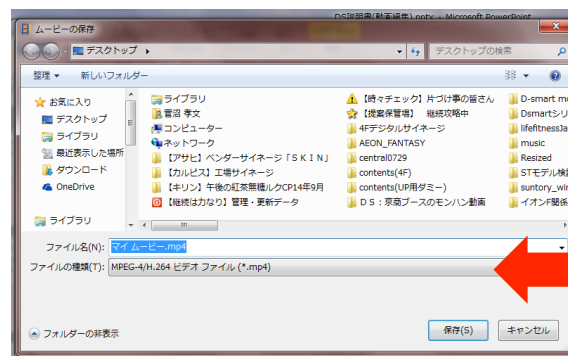 DS説明書(動画編集).pptx - Microsoft PowerPoint
ムービーの保存
デスクトップ
デスクトップの検索
整理
新しいフォルダー
お気に入り
デスクトップ
ライブラリ
最近表示した場所
ダウンロード
OneDrive
ライブラリ
ライブラリ
菅沼 孝文
コンピューター
ネットワーク
【アサヒ】ベンダーサイネージ「ＳＫＩＮ」
【カルピス】工場サイネージ
【キリン】午後の紅茶無糖ルクCP14年9月
【継続は力なり】管理・更新データ
【時々チェック】片づけ事の皆さん
【提案保管場】 継続攻略中
4Fデジタルサイネージ
AEON_FANTASY
central0729
contents(4F)
contents(UP用ダミー)
ＤＳ：京商ブースのモンハン動画
D-smart mo
Dsmartシリ
lifefitnessJa
music
Resized
STモデル検
suntory_win
イオンF関係
ファイル名(N):
マイ ムービー.mp4
ファイルの種類(T):
MPEG-4/H.264 ビデオ ファイル (*.mp4)
フォルダーの非表示
保存(S)
キャンセル